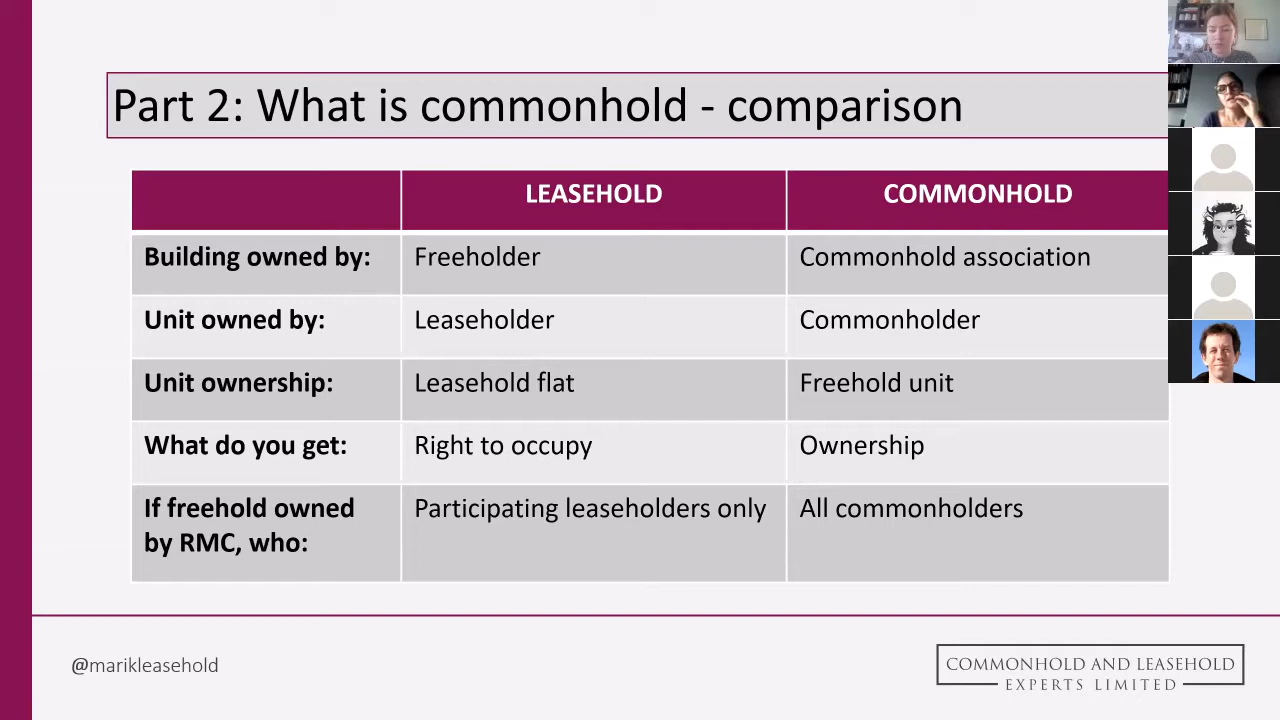 Part 2: What is commonhold - comparison
LEASEHOLD
COMMONHOLD
Building owned by:
Freeholder
Commonhold association
Unit owned by:
Leaseholder
Commonholder
Unit ownership:
Leasehold flat
Freehold unit
What do you get:
Right to occupy
Ownership
If freehold owned
by RMC, who:
Participating leaseholders only
All commonholders
@marikleasehold
COMMONHOLD AND LEASEHOLD
EXPERTS LIMITED